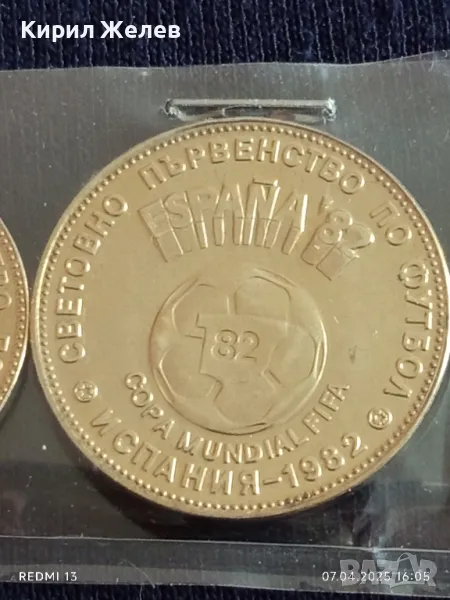 Кирил Желев
СВЕТОВНО ПЪРВЕНСТВО ПО ФУТБОЛ
ESPAÑA '82
82
COPA MUNDIAL FIFA
ИСПАНИЯ-1982
REDMI 13
07.04.2025 16:05
BAZAR